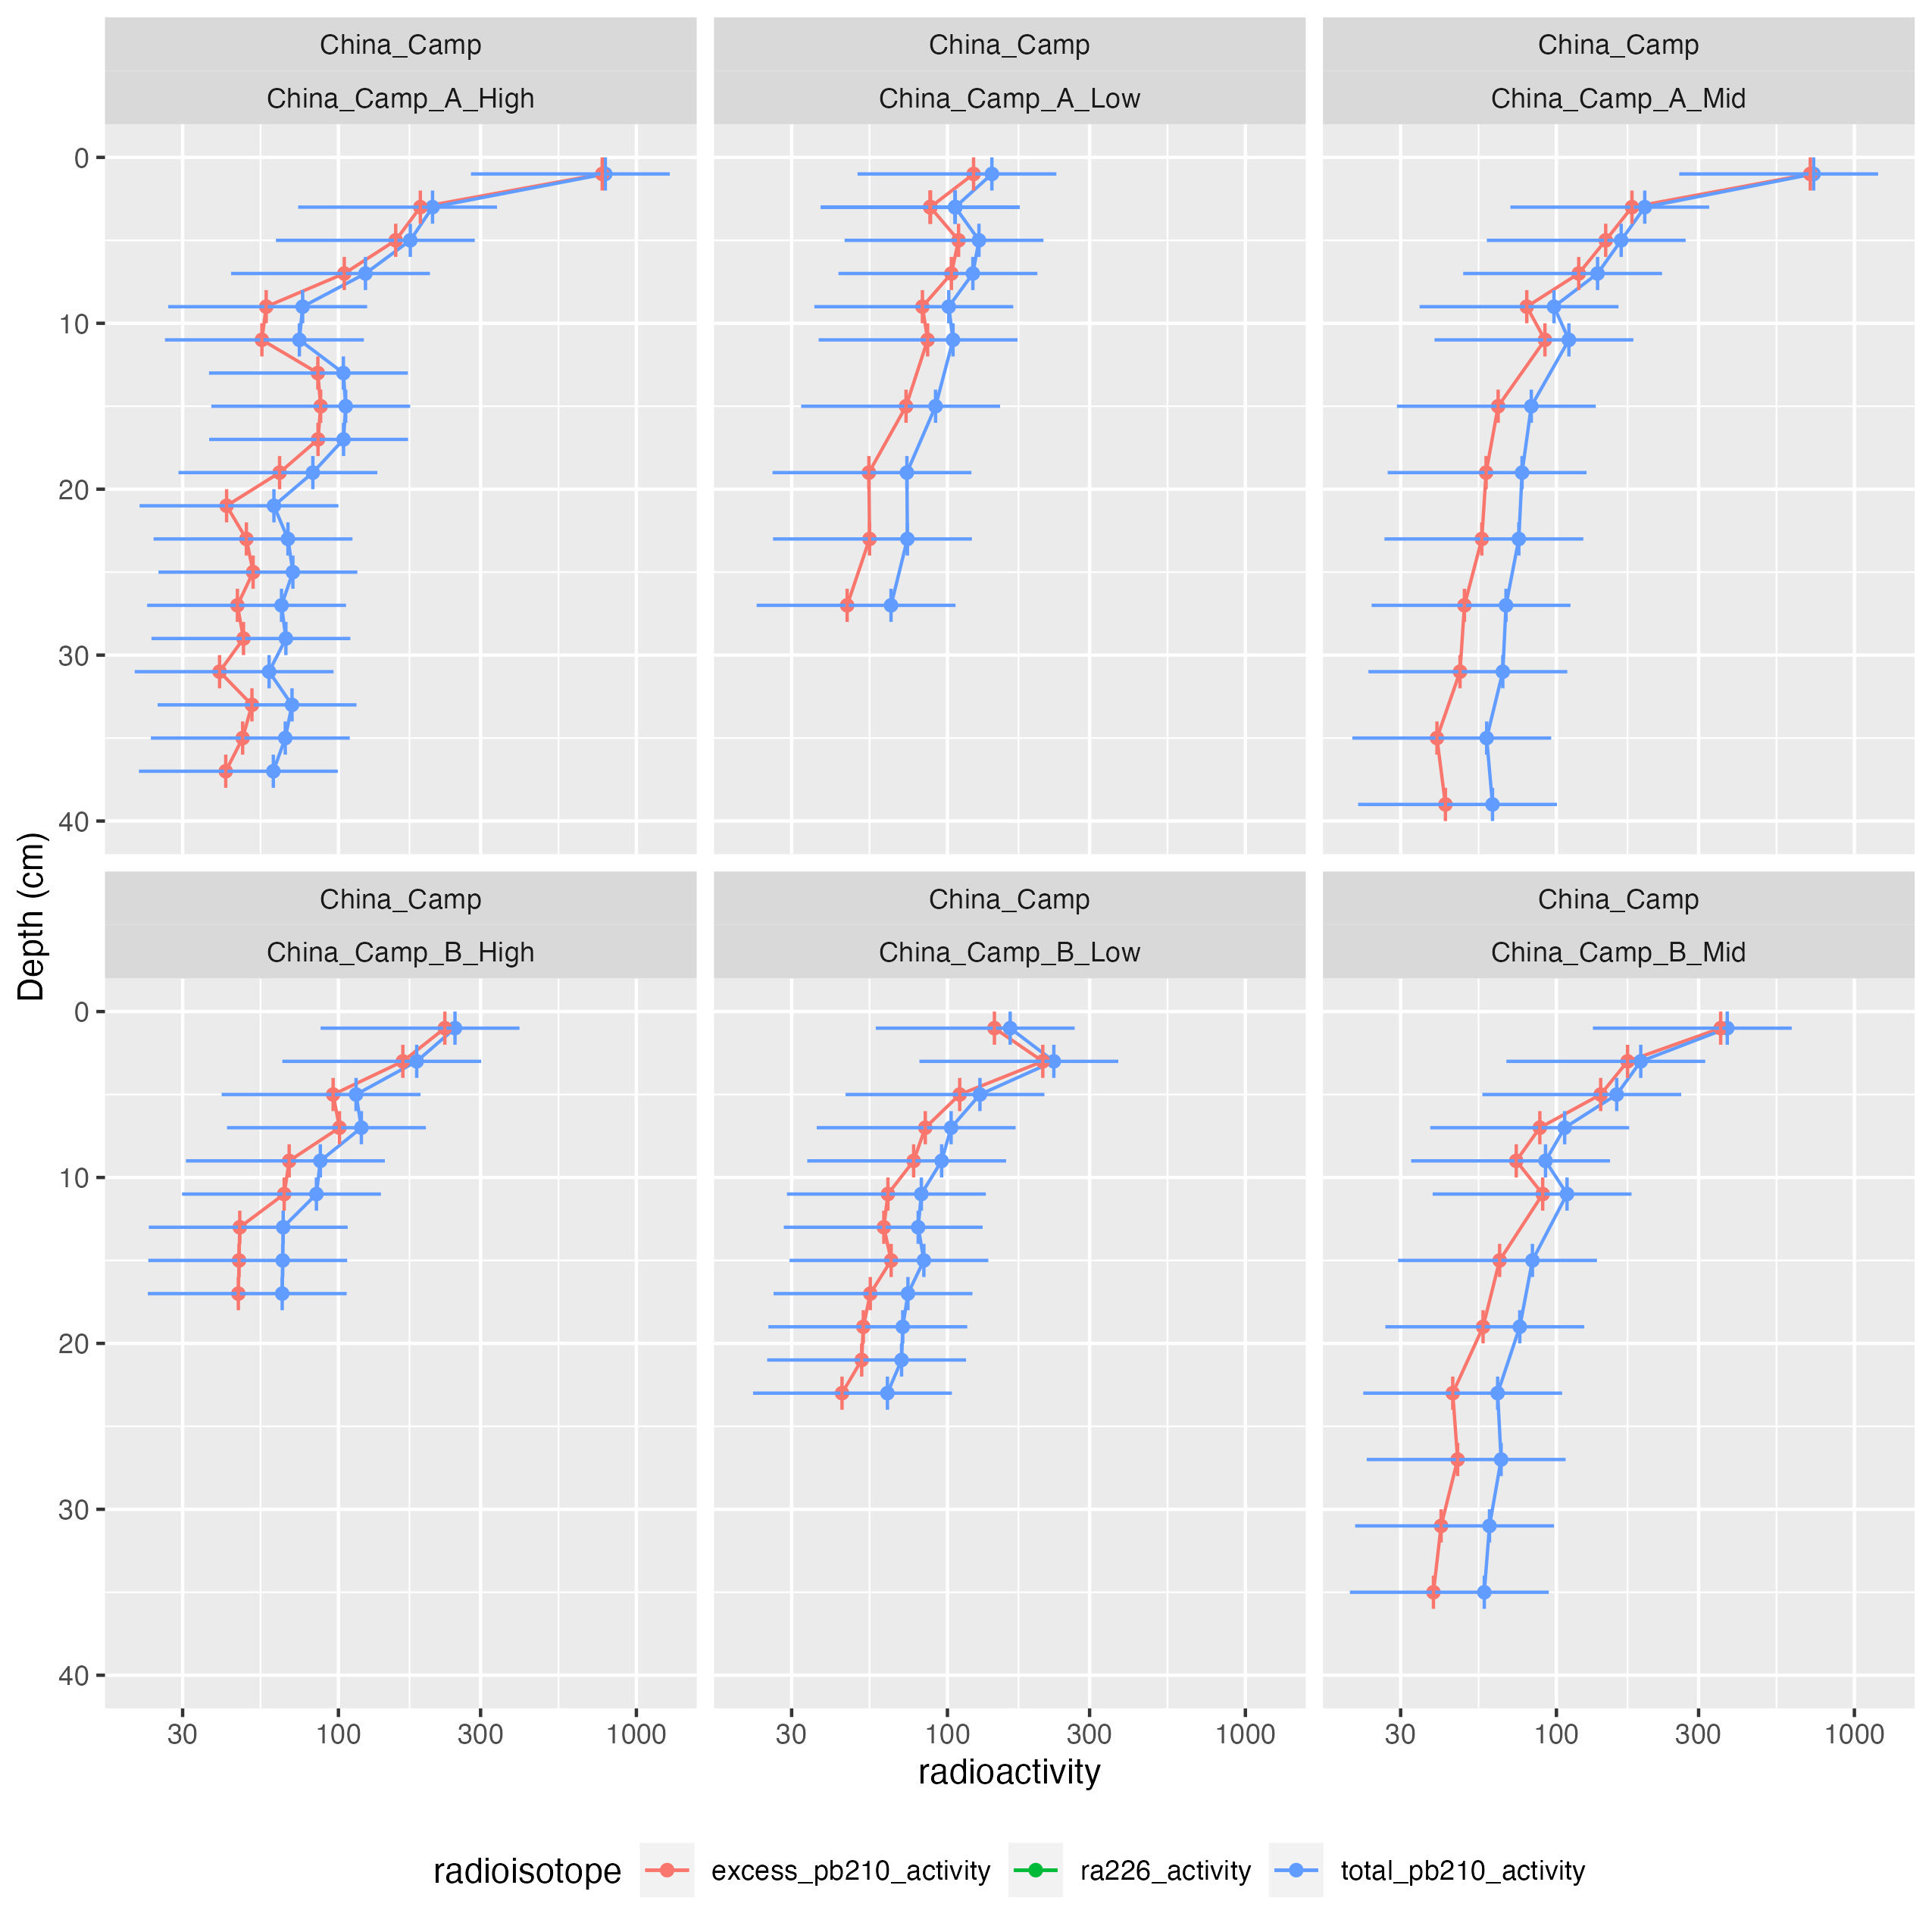 China_Camp China_Camp China_Camp
China_Camp_A_High China_Camp_A_Low China_Camp_A_Mid
0
10
20
30
40
Depth (cm)
China_Camp China_Camp China_Camp
China_Camp_B_High China_Camp_B_Low China_Camp_B_Mid
0
10
20
30
40
30 100 300 1000 30 100 300 1000 30 100 300 1000
radioactivity
radioisotope excess_pb210_activity ra226_activity total_pb210_activity